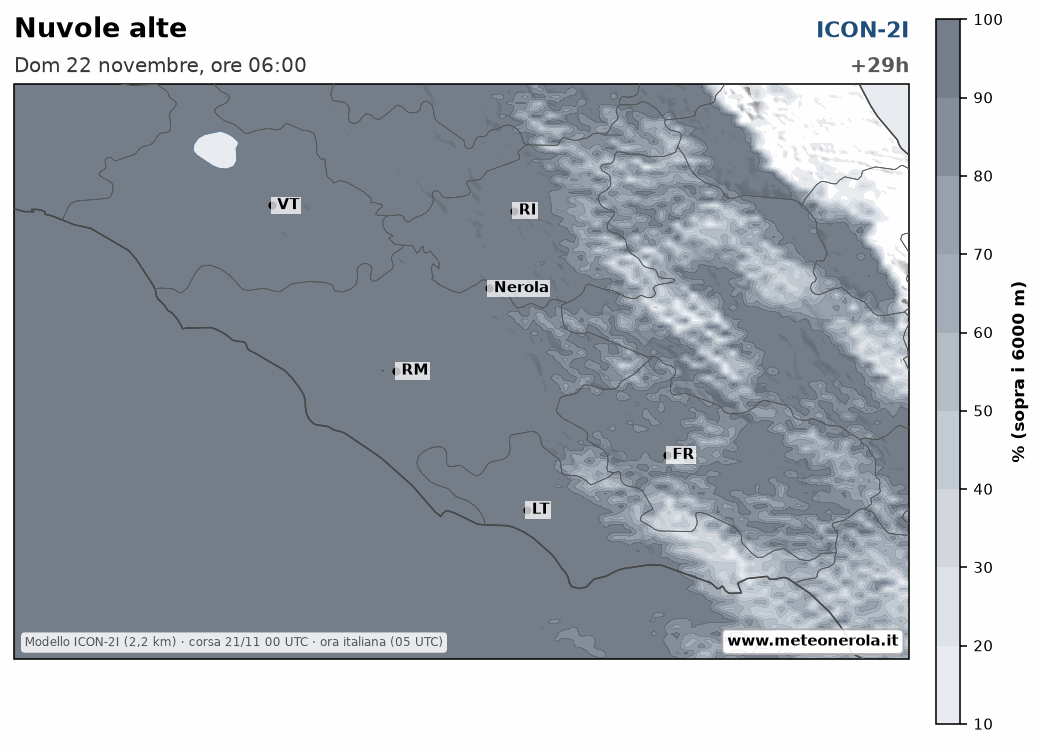 Nuvole alte
ICON-2I
Dom 22 novembre, ore 06:00
+29h
VT
RI
Nerola
RM
FR
LT
Modello ICON-2I (2,2 km) · corsa 21/11 00 UTC · ora italiana (05 UTC)
www.meteonerola.it
100
90
80
70
60
50
40
30
20
10
% (sopra i 6000 m)